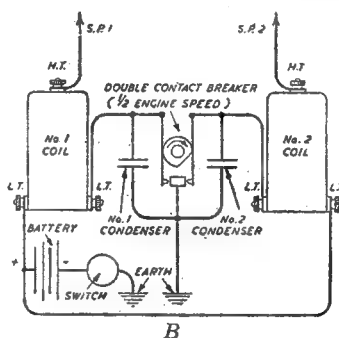 S.P.1
S.P.2
H.T.
H.T.
DOUBLE CONTACT BREAKER
(½ ENGINE SPEED)
No. 1
COIL
No. 2
COIL
L.T.
L.T.
L.T.
L.T.
No. 1
CONDENSER
No. 2
CONDENSER
BATTERY
+
-
SWITCH
EARTH
B